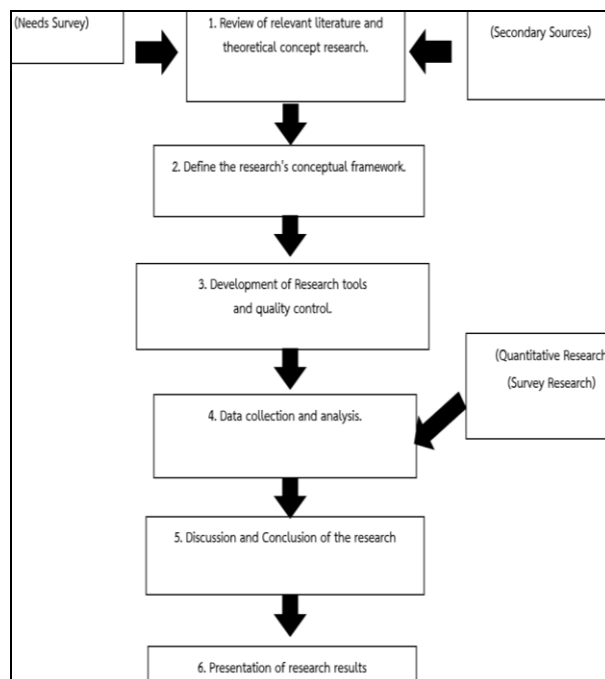 (Needs Survey)
1. Review of relevant literature and
theoretical concept research.
(Secondary Sources)
2. Define the research's conceptual framework.
3. Development of Research tools
and quality control.
(Quantitative Research
(Survey Research)
4. Data collection and analysis.
5. Discussion and Conclusion of the research
6. Presentation of research results